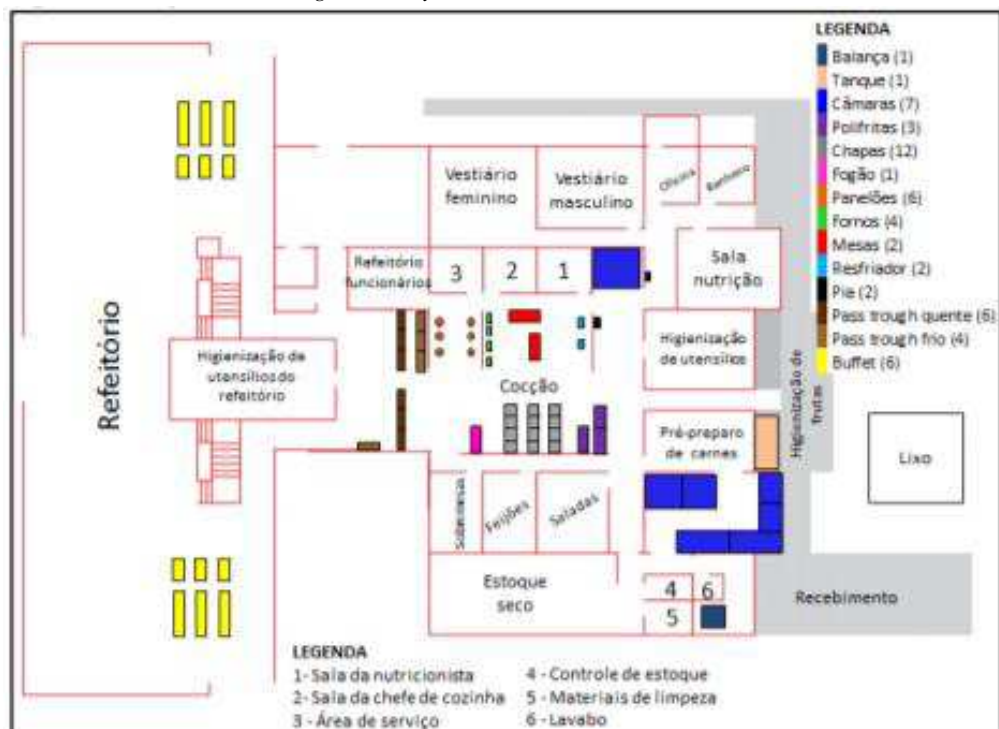 LEGENDA
Balança (1)
Tanque (1)
Câmaras (7)
Polifritas (3)
Chapas (12)
Fogão (1)
Panelões (6)
Fornos (4)
Mesas (2)
Resfriador (2)
Pia (2)
Pass trough quente (6)
Pass trough frio (4)
Buffet (6)
Vestiário
feminino
Vestiário
masculino
Oficina
Banheiro
Refeitório
funcionários
3
2
1
Sala
nutrição
Refeitório
Higienização de
utensílios do
refeitório
Higienização
de utensílios
Cocção
Pré-preparo
de carnes
Higienização de
frutas
Lixo
Sobremesas
Feijões
Saladas
Estoque
seco
4
6
5
Recebimento
LEGENDA
1- Sala da nutricionista
2- Sala da chefe de cozinha
3 - Área de serviço
4 - Controle de estoque
5 - Materiais de limpeza
6 - Lavabo